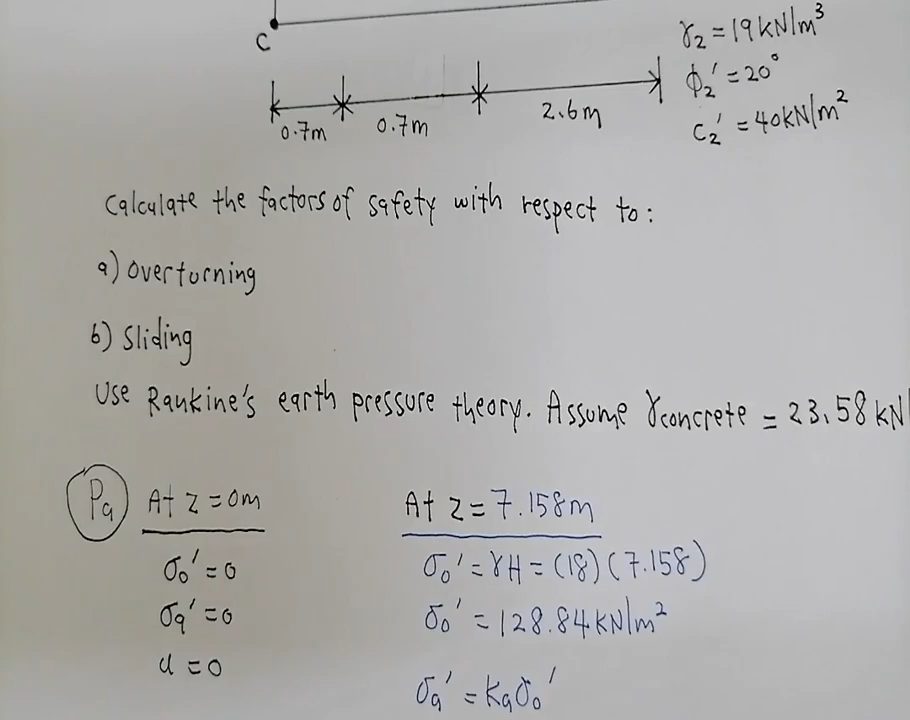 C
γ₂ = 19 kN/m³
ϕ₂' = 20°
c₂' = 40kN/m²
0.7m 0.7m 2.6m
Calculate the factors of safety with respect to:
a) Overturning
b) Sliding
Use Rankine's earth pressure theory. Assume γconcrete = 23.58 kN/
Pa At z = 0m
σo' = 0
σa' = 0
u = 0
At z = 7.158m
σo' = γH = (18)(7.158)
σo' = 128.84 kN/m²
σa' = Kaσo'